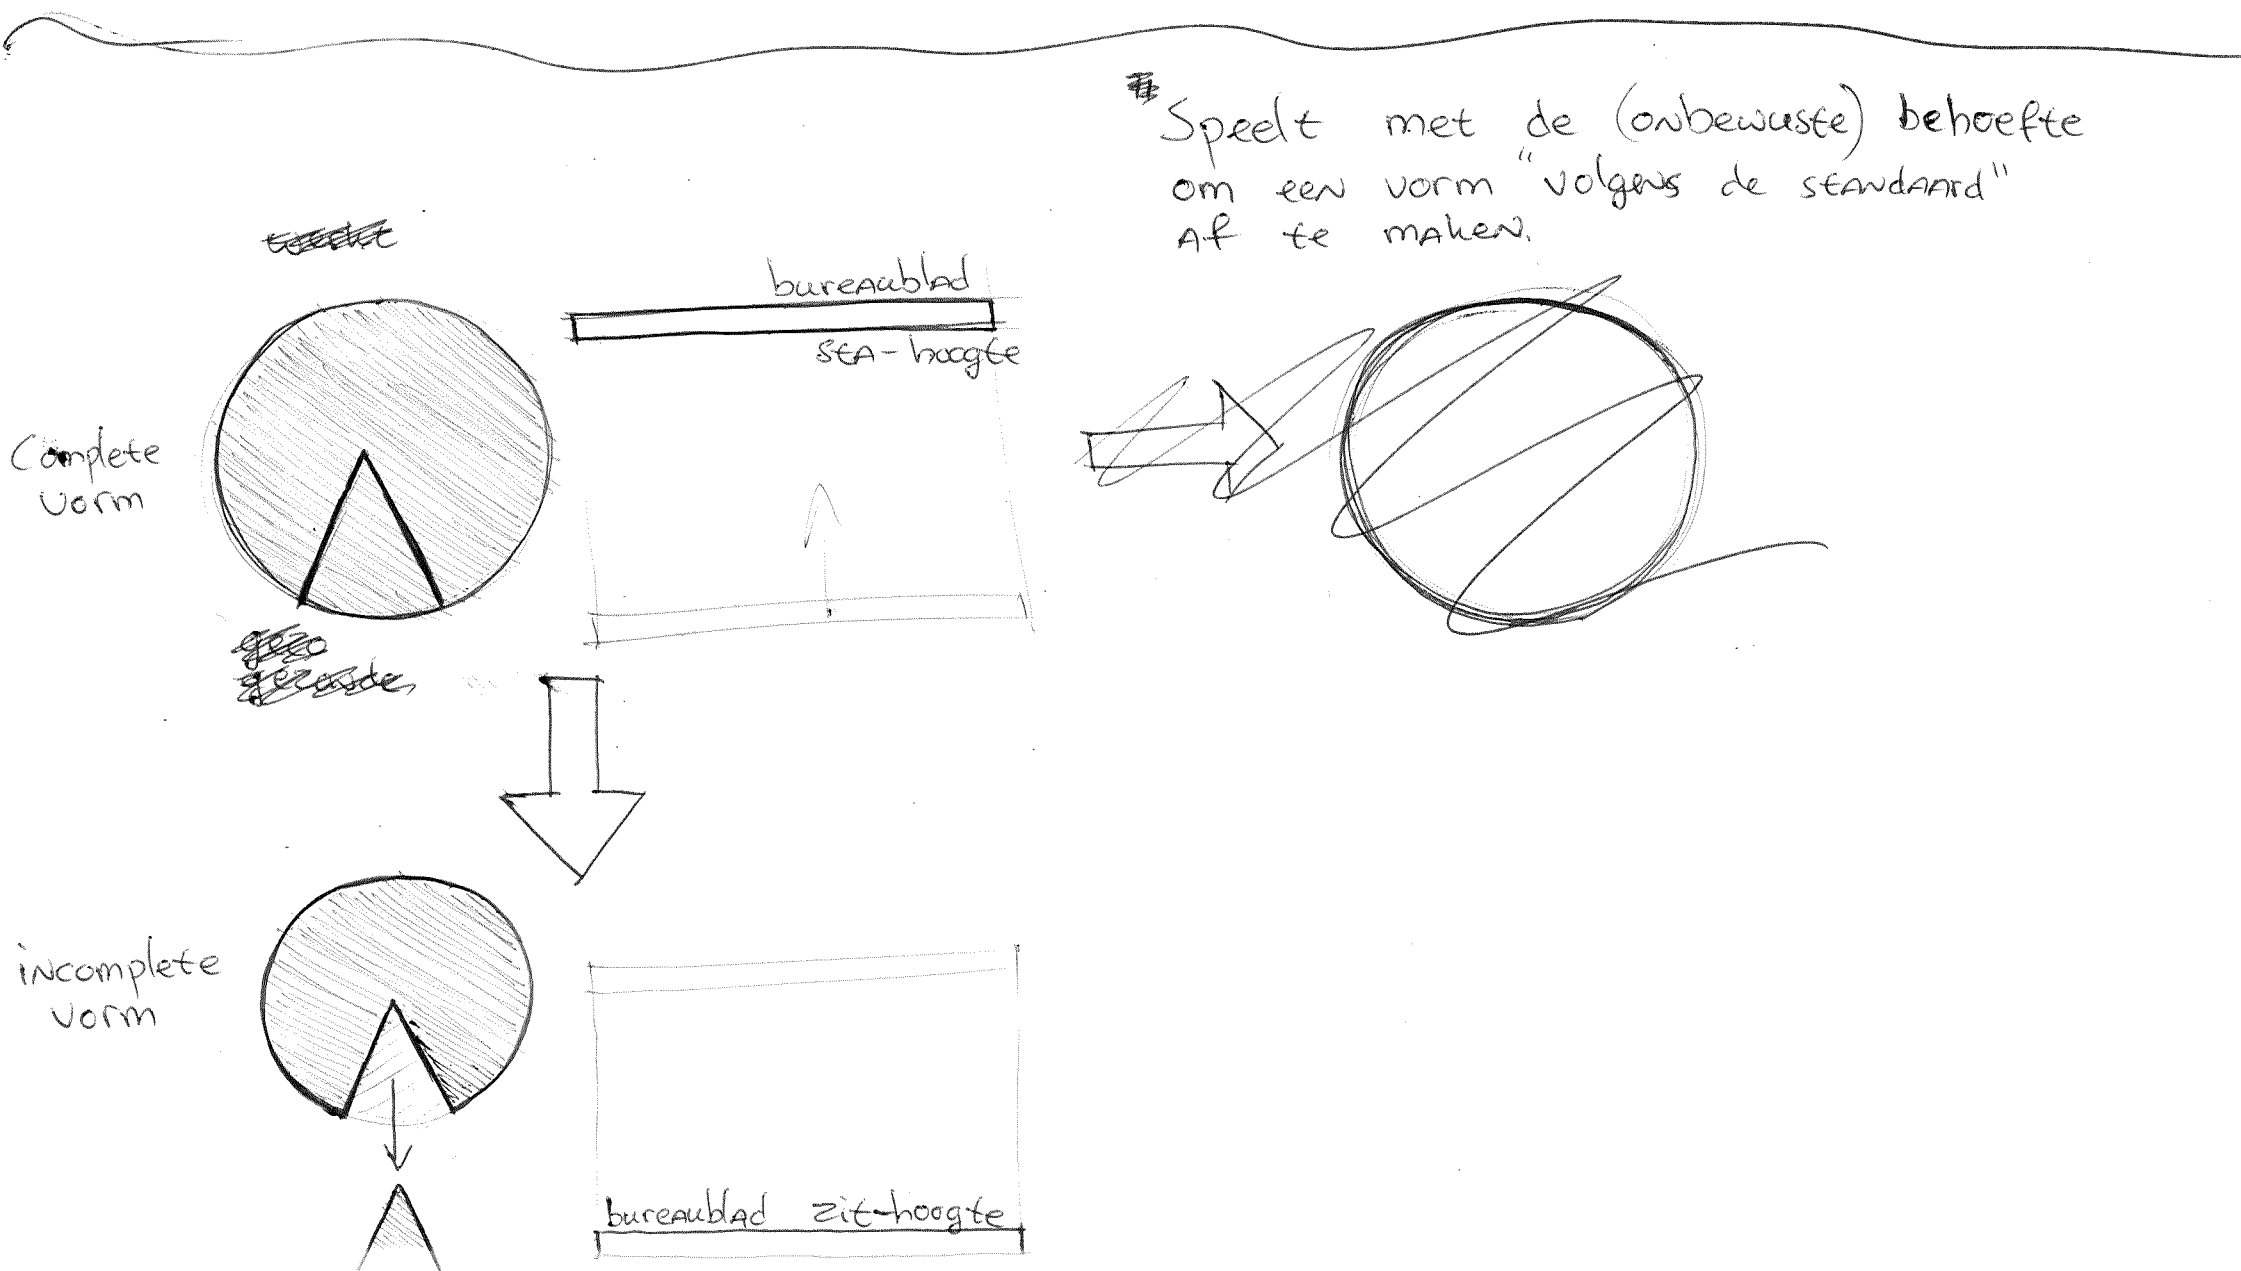 Speelt met de (onbewuste) behoefte
om een vorm "volgens de standaard"
af te maken.
bureaublad
sta-hoogte
Complete
vorm
incomplete
vorm
bureaublad zit-hoogte